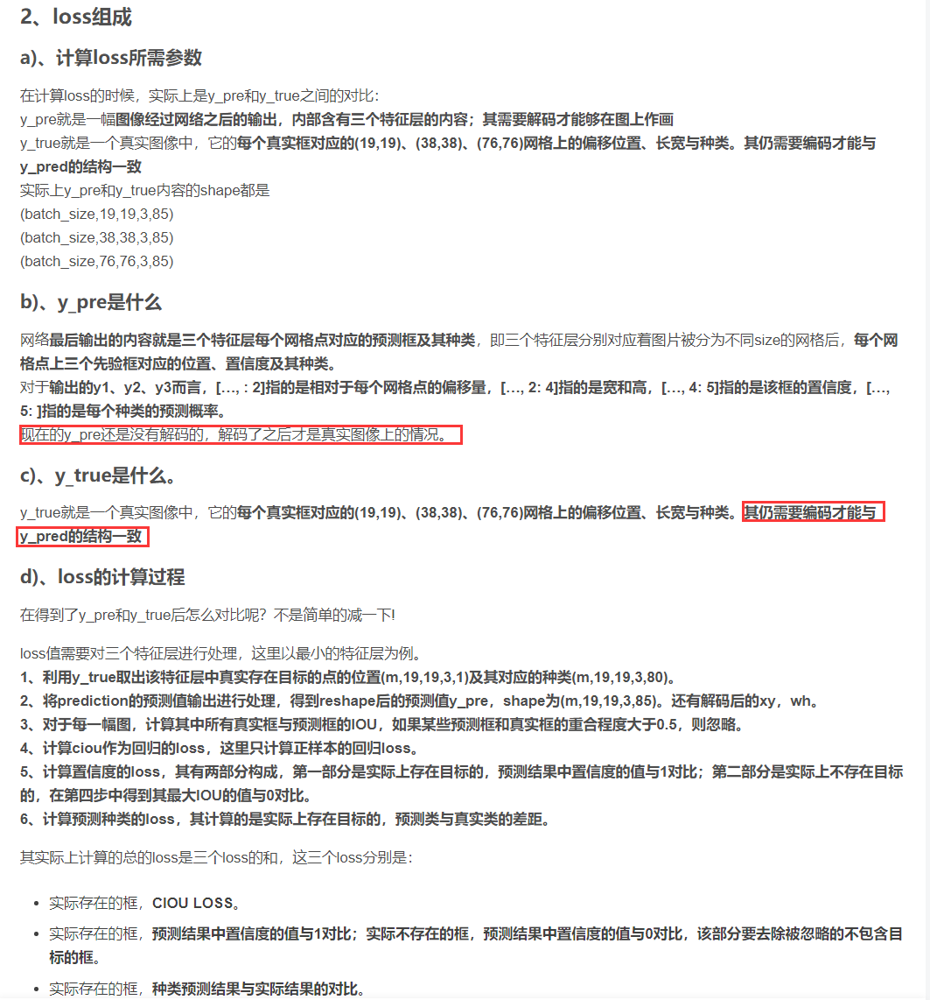 2、loss组成
a)、计算loss所需参数
在计算loss的时候，实际上是y_pre和y_true之间的对比：
y_pre就是一幅图像经过网络之后的输出，内部含有三个特征层的内容；其需要解码才能够在图上作画
y_true就是一个真实图像中，它的每个真实框对应的(19,19)、(38,38)、(76,76)网格上的偏移位置、长宽与种类。其仍需要编码才能与
y_pred的结构一致
实际上y_pre和y_true内容的shape都是
(batch_size,19,19,3,85)
(batch_size,38,38,3,85)
(batch_size,76,76,3,85)
b)、y_pre是什么
网络最后输出的内容就是三个特征层每个网格点对应的预测框及其种类，即三个特征层分别对应着图片被分为不同size的网格后，每个网
格点上三个先验框对应的位置、置信度及其种类。
对于输出的y1、y2、y3而言，[…, : 2]指的是相对于每个网格点的偏移量，[…, 2: 4]指的是宽和高，[…, 4: 5]指的是该框的置信度，[…,
5: ]指的是每个种类的预测概率。
现在的y_pre还是没有解码的，解码了之后才是真实图像上的情况。
c)、y_true是什么。
y_true就是一个真实图像中，它的每个真实框对应的(19,19)、(38,38)、(76,76)网格上的偏移位置、长宽与种类。其仍需要编码才能与
y_pred的结构一致
d)、loss的计算过程
在得到了y_pre和y_true后怎么对比呢？不是简单的减一下!
loss值需要对三个特征层进行处理，这里以最小的特征层为例。
1、利用y_true取出该特征层中真实存在目标的点的位置(m,19,19,3,1)及其对应的种类(m,19,19,3,80)。
2、将prediction的预测值输出进行处理，得到reshape后的预测值y_pre，shape为(m,19,19,3,85)。还有解码后的xy，wh。
3、对于每一幅图，计算其中所有真实框与预测框的IOU，如果某些预测框和真实框的重合程度大于0.5，则忽略。
4、计算ciou作为回归的loss，这里只计算正样本的回归loss。
5、计算置信度的loss，其有两部分构成，第一部分是实际上存在目标的，预测结果中置信度的值与1对比；第二部分是实际上不存在目标
的，在第四步中得到其最大IOU的值与0对比。
6、计算预测种类的loss，其计算的是实际上存在目标的，预测类与真实类的差距。
其实际上计算的总的loss是三个loss的和，这三个loss分别是：
• 实际存在的框，CIOU LOSS。
• 实际存在的框，预测结果中置信度的值与1对比；实际不存在的框，预测结果中置信度的值与0对比，该部分要去除被忽略的不包含目
标的框。
• 实际存在的框，种类预测结果与实际结果的对比。